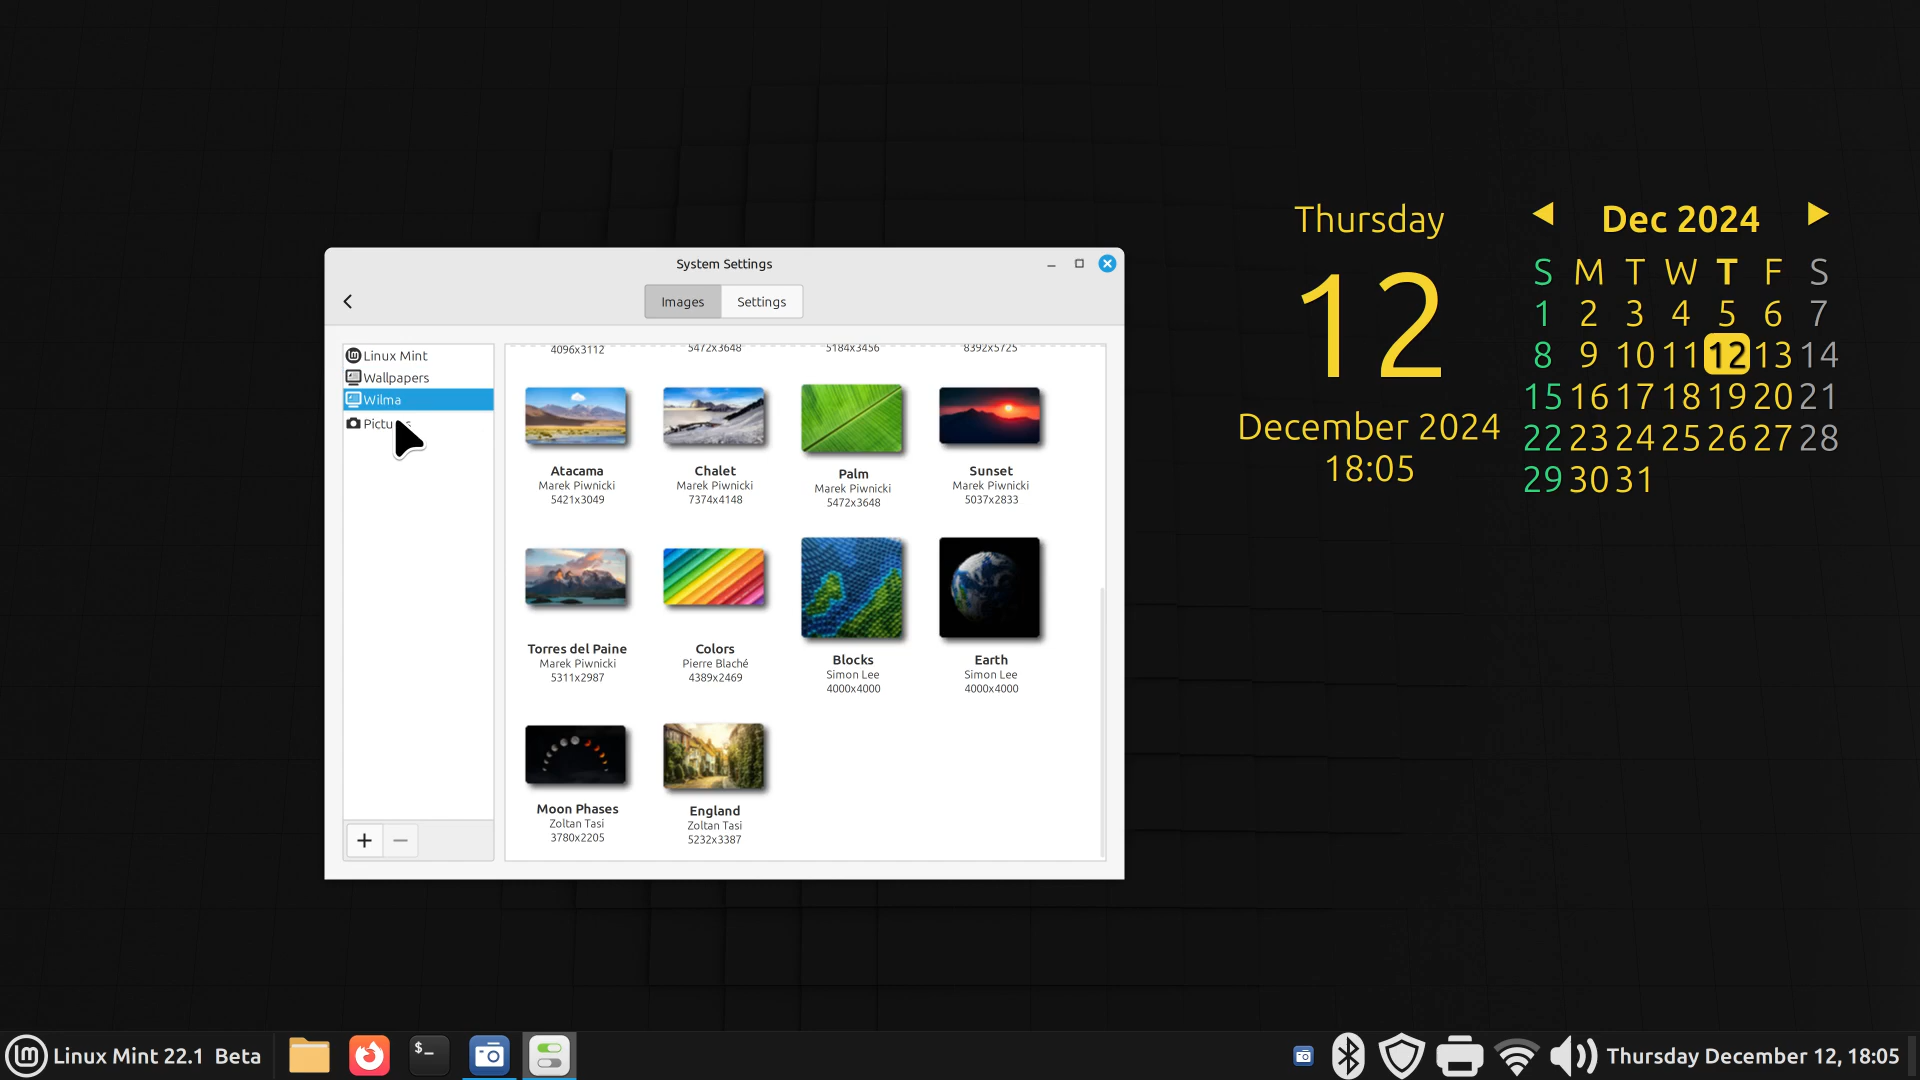 System Settings
Images Settings
Linux Mint
Wallpapers
Wilma
4096x3112 5472x3648 5184x3456 8392x5725
Atacama
Marek Piwnicki
5421x3049
Chalet
Marek Piwnicki
7374x4148
Palm
Marek Piwnicki
5472x3648
Sunset
Marek Piwnicki
5037x2833
Torres del Paine
Marek Piwnicki
5311x2987
Colors
Pierre Blaché
4389x2469
Blocks
Simon Lee
4000x4000
Earth
Simon Lee
4000x4000
Moon Phases
Zoltan Tasi
3780x2205
England
Zoltan Tasi
5232x3387
+ −
Thursday
12
December 2024
18:05
Dec 2024
S M T W T F S
1 2 3 4 5 6 7
8 9 10 11 12 13 14
15 16 17 18 19 20 21
22 23 24 25 26 27 28
29 30 31
Linux Mint 22.1 Beta
$_
Thursday December 12, 18:05